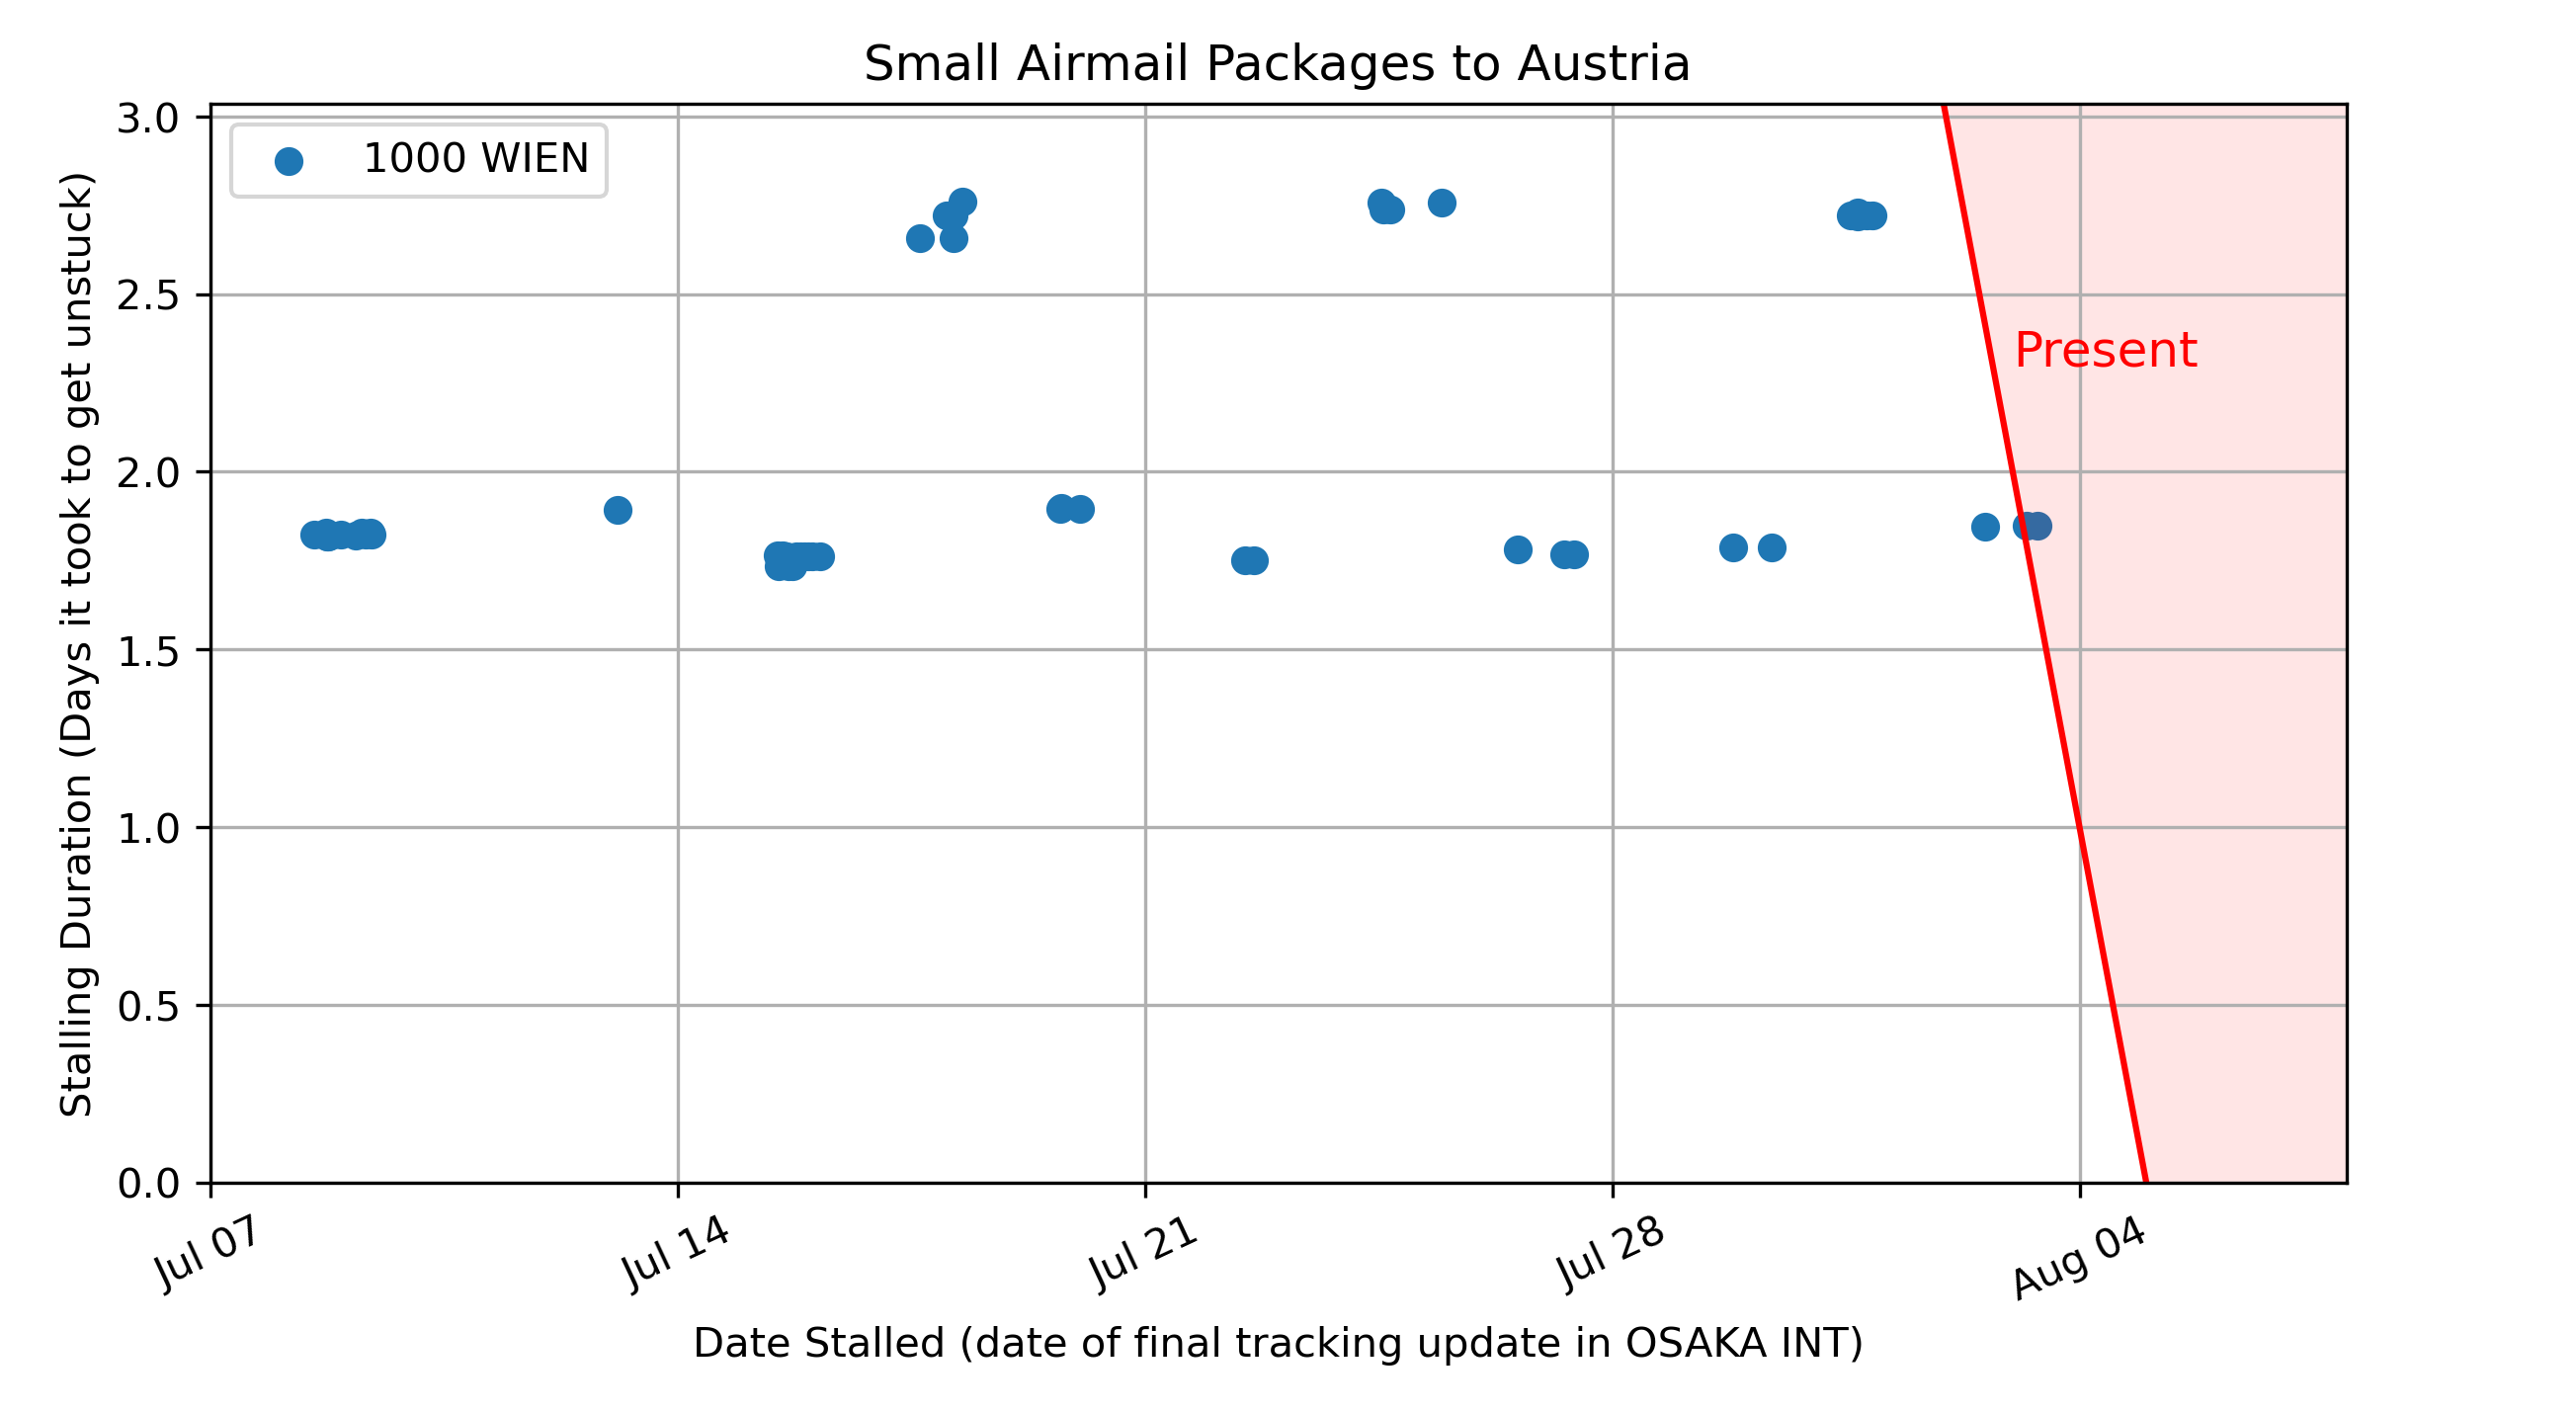 Small Airmail Packages to Austria
1000 WIEN
Present
Stalling Duration (Days it took to get unstuck)
3.0
2.5
2.0
1.5
1.0
0.5
0.0
Jul 07
Jul 14
Jul 21
Jul 28
Aug 04
Date Stalled (date of final tracking update in OSAKA INT)